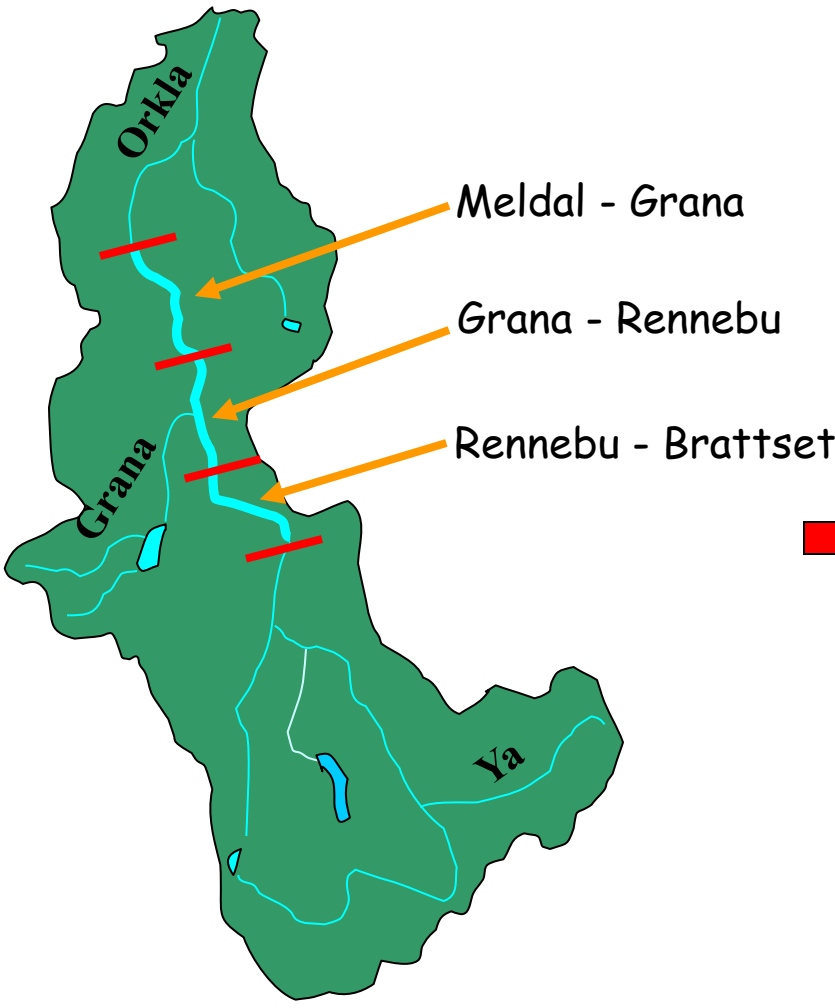 Orkla
Meldal - Grana
Grana - Rennebu
Rennebu - Brattset
Grana
Ya